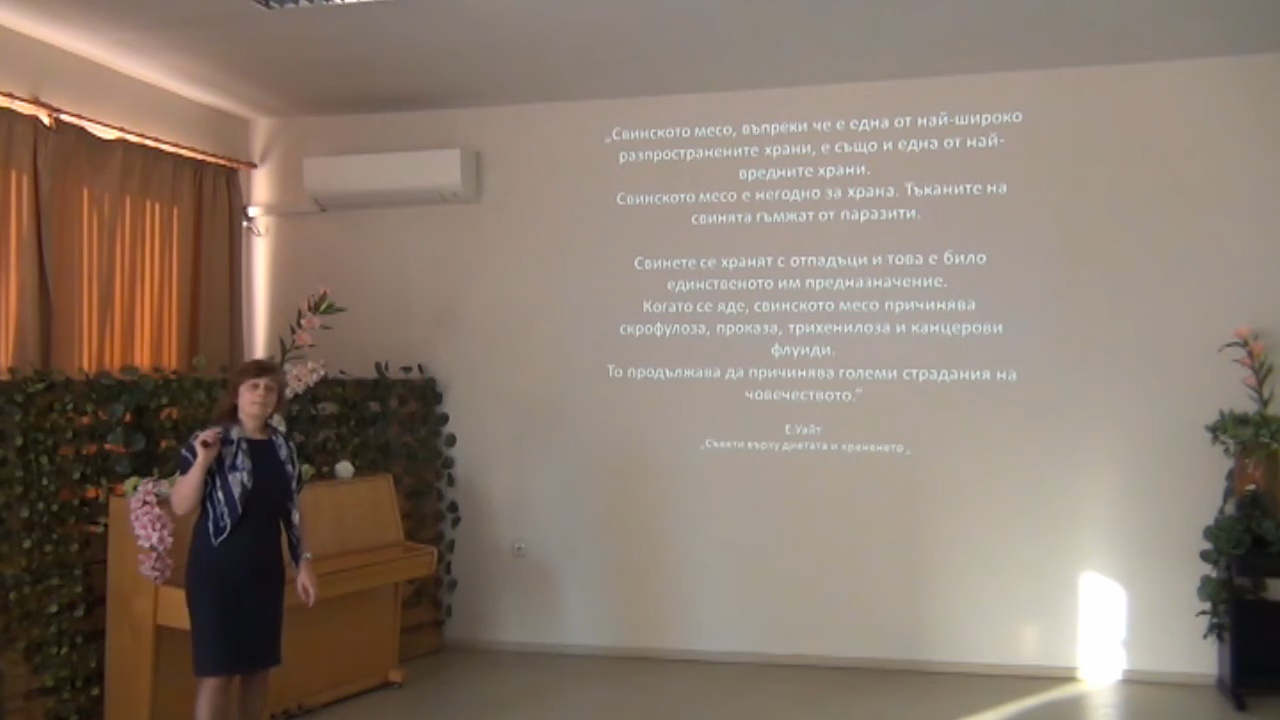 „Свинското месо, въпреки че е една от най-широко
разпространените храни, е също и една от най-
вредните храни.
Свинското месо е негодно за храна. Тъканите на
свинята гъмжат от паразити.
Свинете се хранят с отпадъци и това е било
единственото им предназначение.
Когато се яде, свинското месо причинява
скрофулоза, проказа, трихенилоза и канцерови
флуиди.
То продължава да причинява големи страдания на
човечеството.“
Е.Уайт
„Съвети върху диетата и храненето „